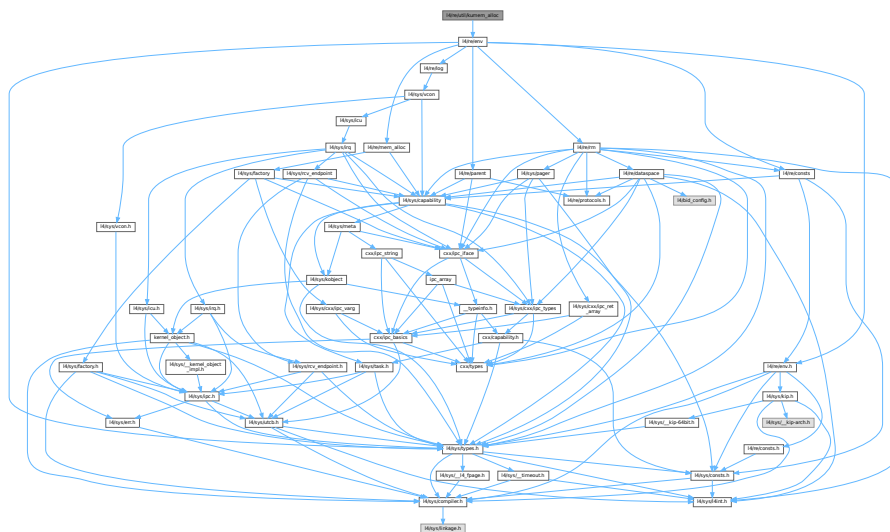 l4/re/util/kumem_alloc
l4/re/env
l4/re/log
l4/sys/vcon
l4/sys/icu
l4/sys/irq
l4/re/mem_alloc
l4/re/rm
l4/sys/factory
l4/sys/rcv_endpoint
l4/re/parent
l4/sys/pager
l4/re/dataspace
l4/re/consts
l4/sys/capability
l4/re/protocols.h
l4/bid_config.h
l4/sys/vcon.h
l4/sys/meta
cxx/ipc_string
cxx/ipc_iface
l4/sys/kobject
ipc_array
l4/sys/icu.h
l4/sys/irq.h
l4/sys/cxx/ipc_varg
__typeinfo.h
l4/sys/cxx/ipc_types
l4/sys/cxx/ipc_ret
_array
kernel_object.h
cxx/ipc_basics
cxx/capability.h
l4/sys/factory.h
l4/sys/__kernel_object
_impl.h
l4/sys/rcv_endpoint.h
l4/sys/task.h
cxx/types
l4/re/env.h
l4/sys/ipc.h
l4/sys/kip.h
l4/sys/err.h
l4/sys/utcb.h
l4/sys/__kip-64bit.h
l4/sys/__kip-arch.h
l4/sys/types.h
l4/re/consts.h
l4/sys/__l4_fpage.h
l4/sys/__timeout.h
l4/sys/consts.h
l4/sys/compiler.h
l4/sys/l4int.h
l4/sys/linkage.h